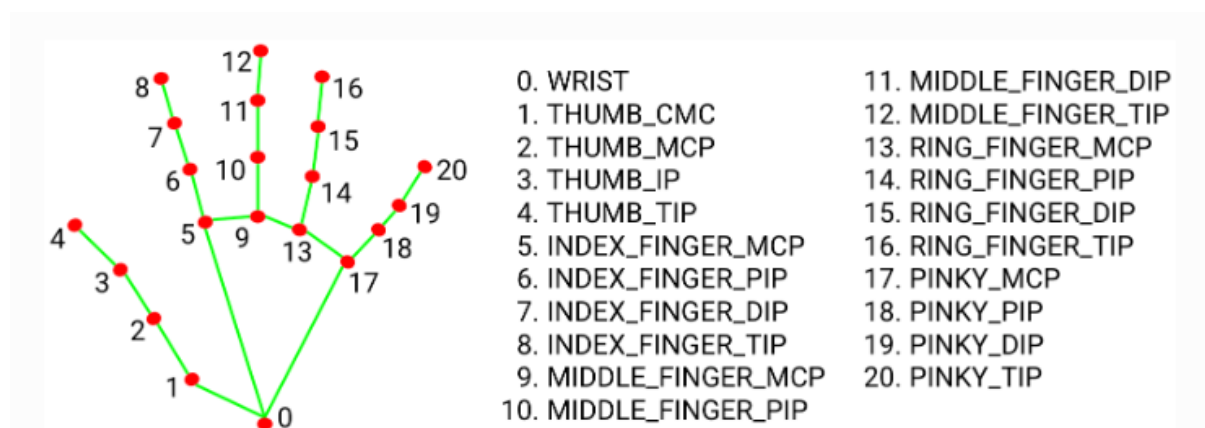 12
8
16
11
7
15
10
6
14
20
19
4
5
9
18
13
3
17
2
1
0
0. WRIST
1. THUMB_CMC
2. THUMB_MCP
3. THUMB_IP
4. THUMB_TIP
5. INDEX_FINGER_MCP
6. INDEX_FINGER_PIP
7. INDEX_FINGER_DIP
8. INDEX_FINGER_TIP
9. MIDDLE_FINGER_MCP
10. MIDDLE_FINGER_PIP
11. MIDDLE_FINGER_DIP
12. MIDDLE_FINGER_TIP
13. RING_FINGER_MCP
14. RING_FINGER_PIP
15. RING_FINGER_DIP
16. RING_FINGER_TIP
17. PINKY_MCP
18. PINKY_PIP
19. PINKY_DIP
20. PINKY_TIP